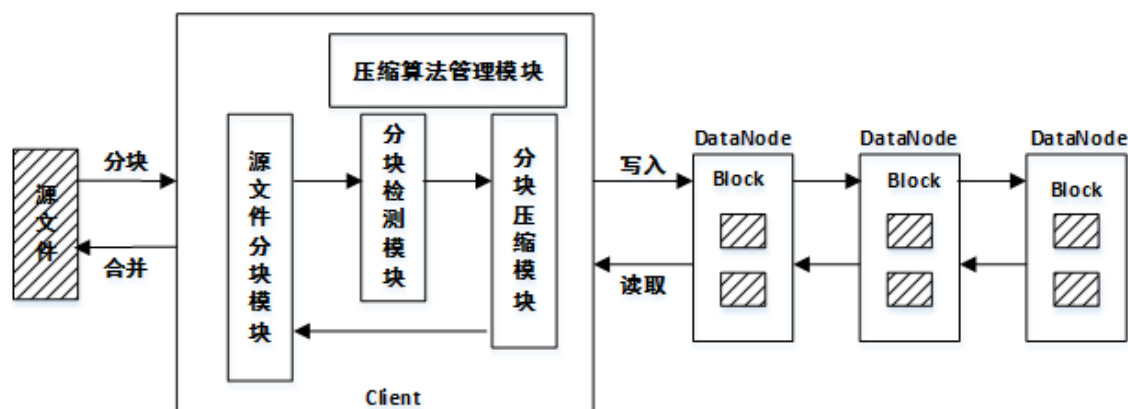 压缩算法管理模块
源文件
分块
合并
源文件分块模块
分块检测模块
分块压缩模块
Client
写入
读取
DataNode
Block
DataNode
Block
DataNode
Block